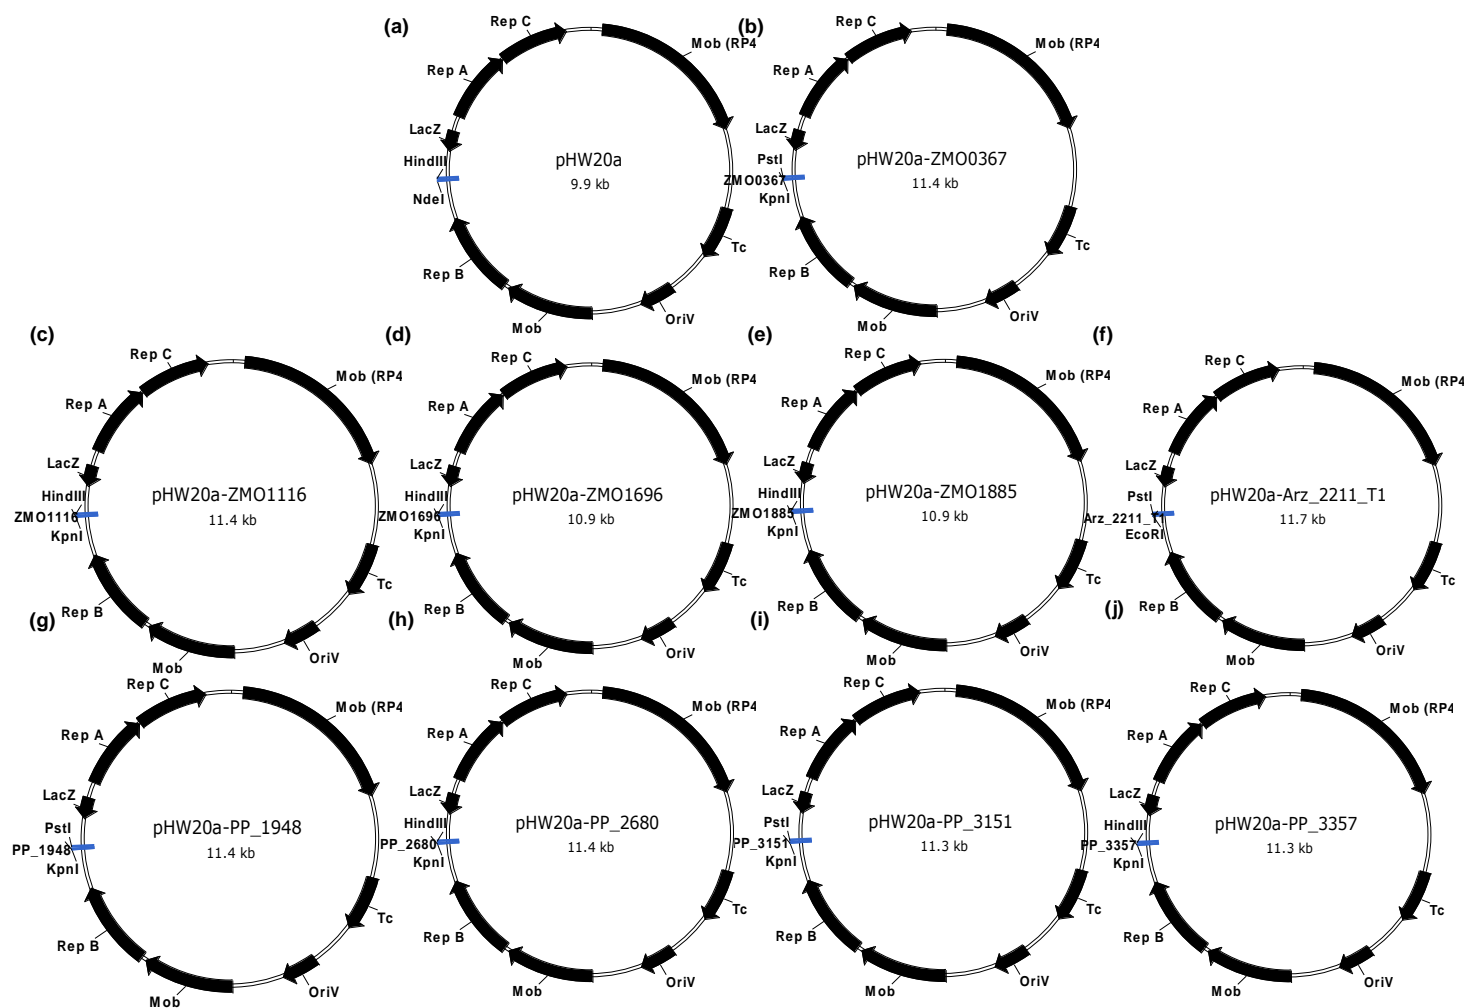 (a)
Rep C
Mob (RP4
Rep A
LacZ
HindIII
NdeI
pHW20a
9.9 kb
Rep B
Mob
OriV
Tc
(b)
Rep C
Mob (RP4
Rep A
LacZ
PstI
ZMO0367
KpnI
pHW20a-ZMO0367
11.4 kb
Rep B
Mob
OriV
Tc
(c)
Rep C
Mob (RP4
Rep A
LacZ
HindIII
ZMO1116
KpnI
pHW20a-ZMO1116
11.4 kb
Rep B
Mob
OriV
Tc
(d)
Rep C
Mob (RP4
Rep A
LacZ
HindIII
ZMO1696
KpnI
pHW20a-ZMO1696
10.9 kb
Rep B
Mob
OriV
Tc
(e)
Rep C
Mob (RP4
Rep A
LacZ
HindIII
ZMO1885
KpnI
pHW20a-ZMO1885
10.9 kb
Rep B
Mob
OriV
Tc
(f)
Rep C
Mob (RP4
Rep A
LacZ
PstI
Arz_2211_T1
EcoRI
pHW20a-Arz_2211_T1
11.7 kb
Rep B
Mob
OriV
Tc
(g)
Rep C
Mob (RP4
Rep A
LacZ
PstI
PP_1948
KpnI
pHW20a-PP_1948
11.4 kb
Rep B
Mob
OriV
Tc
(h)
Rep C
Mob (RP4
Rep A
LacZ
HindIII
PP_2680
KpnI
pHW20a-PP_2680
11.4 kb
Rep B
Mob
OriV
Tc
(i)
Rep C
Mob (RP4
Rep A
LacZ
PstI
PP_3151
KpnI
pHW20a-PP_3151
11.3 kb
Rep B
Mob
OriV
Tc
(j)
Rep C
Mob (RP4
Rep A
LacZ
HindIII
PP_3357
KpnI
pHW20a-PP_3357
11.3 kb
Rep B
Mob
OriV
Tc